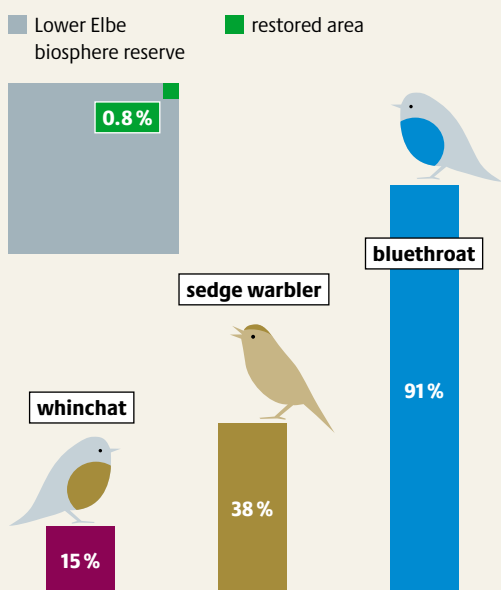 Lower Elbe
biosphere reserve
restored area
0.8 %
bluethroat
sedge warbler
91 %
whinchat
38 %
15 %